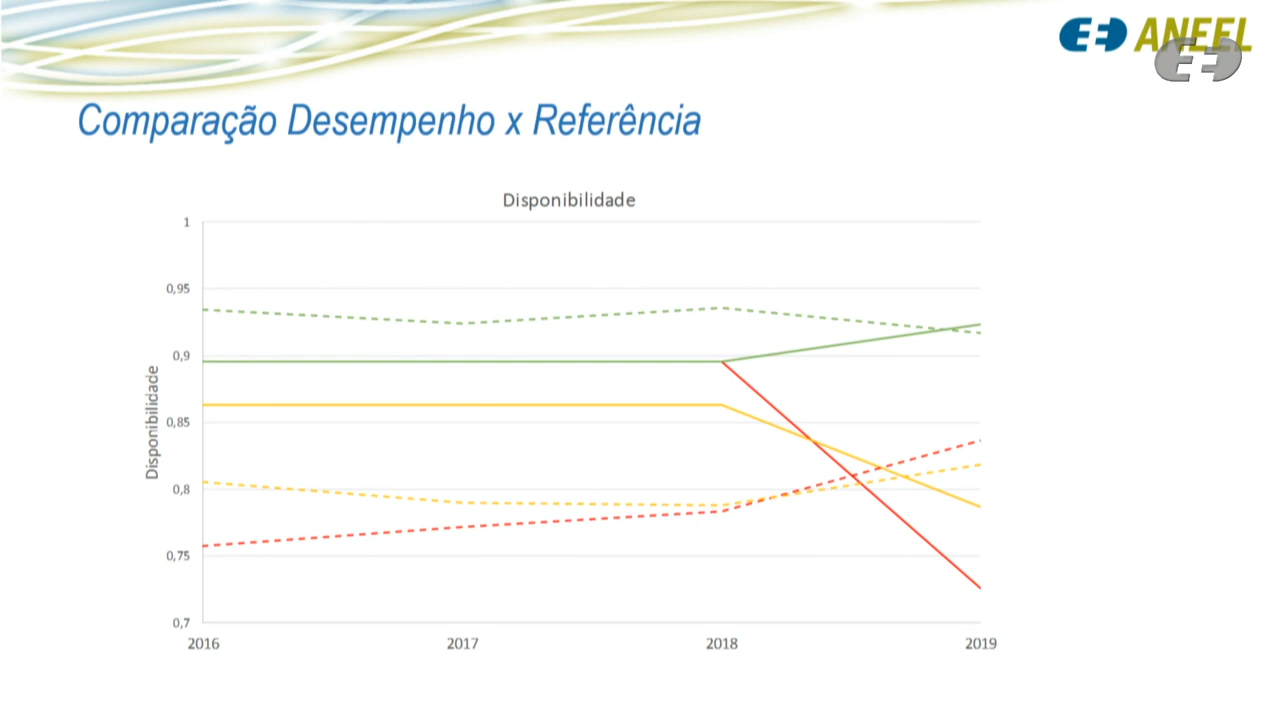 ANEEL
Comparação Desempenho x Referência
Disponibilidade
1
0,95
0,9
0,85
0,8
0,75
0,7
Disponibilidade
2016 2017 2018 2019